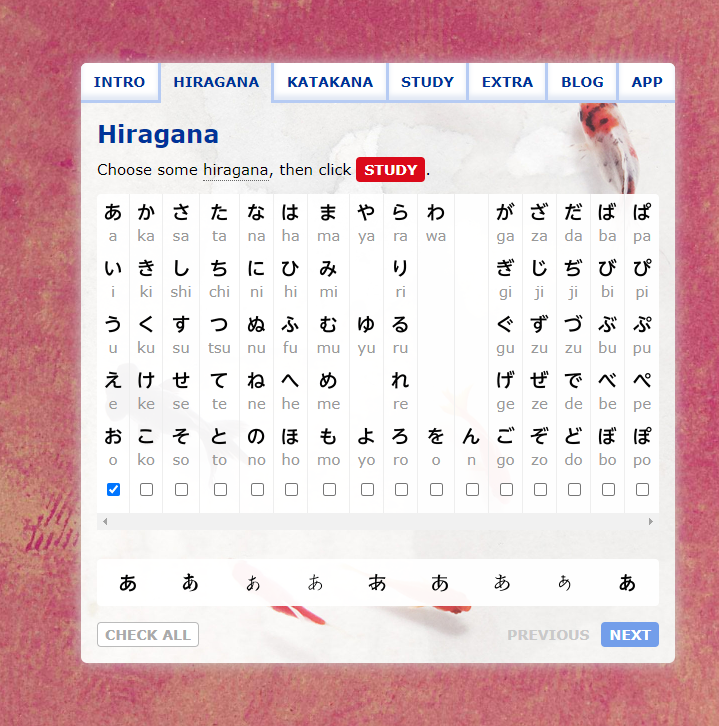 INTRO HIRAGANA KATAKANA STUDY EXTRA BLOG APP
Hiragana
Choose some hiragana, then click STUDY.
あ か さ た な は ま や ら わ が ざ だ ば ぱ
a ka sa ta na ha ma ya ra wa ga za da ba pa
い き し ち に ひ み り ぎ じ ぢ び ぴ
i ki shi chi ni hi mi ri gi ji ji bi pi
う く す つ ぬ ふ む ゆ る ぐ ず づ ぶ ぷ
u ku su tsu nu fu mu yu ru gu zu zu bu pu
え け せ て ね へ め れ げ ぜ で べ ぺ
e ke se te ne he me re ge ze de be pe
お こ そ と の ほ も よ ろ を ん ご ぞ ど ぼ ぽ
o ko so to no ho mo yo ro o n go zo do bo po
あ あ あ あ あ あ あ あ あ
CHECK ALL PREVIOUS NEXT